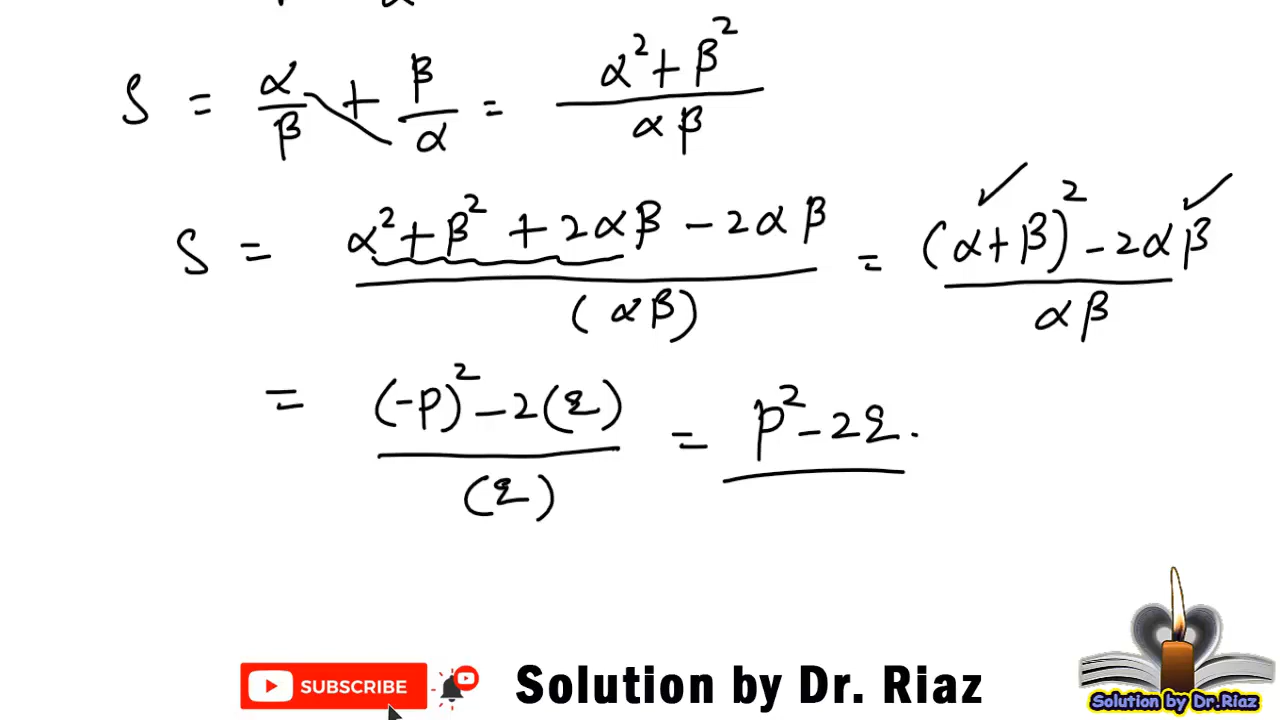 α
S = α/β + β/α = (α² + β²)/(αβ)
S = (α² + β² + 2αβ − 2αβ)/(αβ) = ((α + β)² − 2αβ)/(αβ)
= ((−p)² − 2(q))/(q) = p² − 2q.
SUBSCRIBE
Solution by Dr. Riaz
Solution by Dr.Riaz